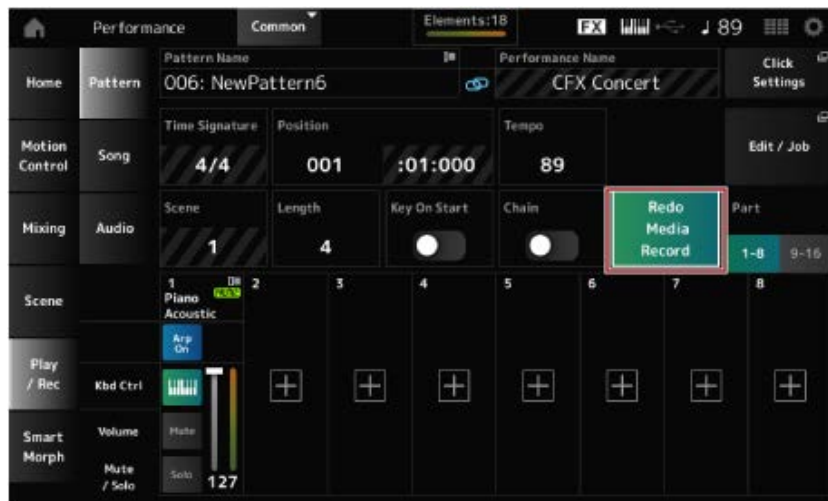 Performance
Common
Elements:18
FX
♩ 89
Home
Pattern
Pattern Name
006: NewPattern6
Performance Name
CFX Concert
Click
Settings
Motion
Control
Song
Time Signature
4/4
Position
001
:01:000
Tempo
89
Edit / Job
Mixing
Audio
Scene
1
Length
4
Key On Start
Chain
Redo
Media
Record
Part
1-8
9-16
Scene
1
Piano
Acoustic
2
3
4
5
6
7
8
Arp
On
Play
/ Rec
Kbd Ctrl
Smart
Morph
Volume
Mute
Mute
/ Solo
Solo
127